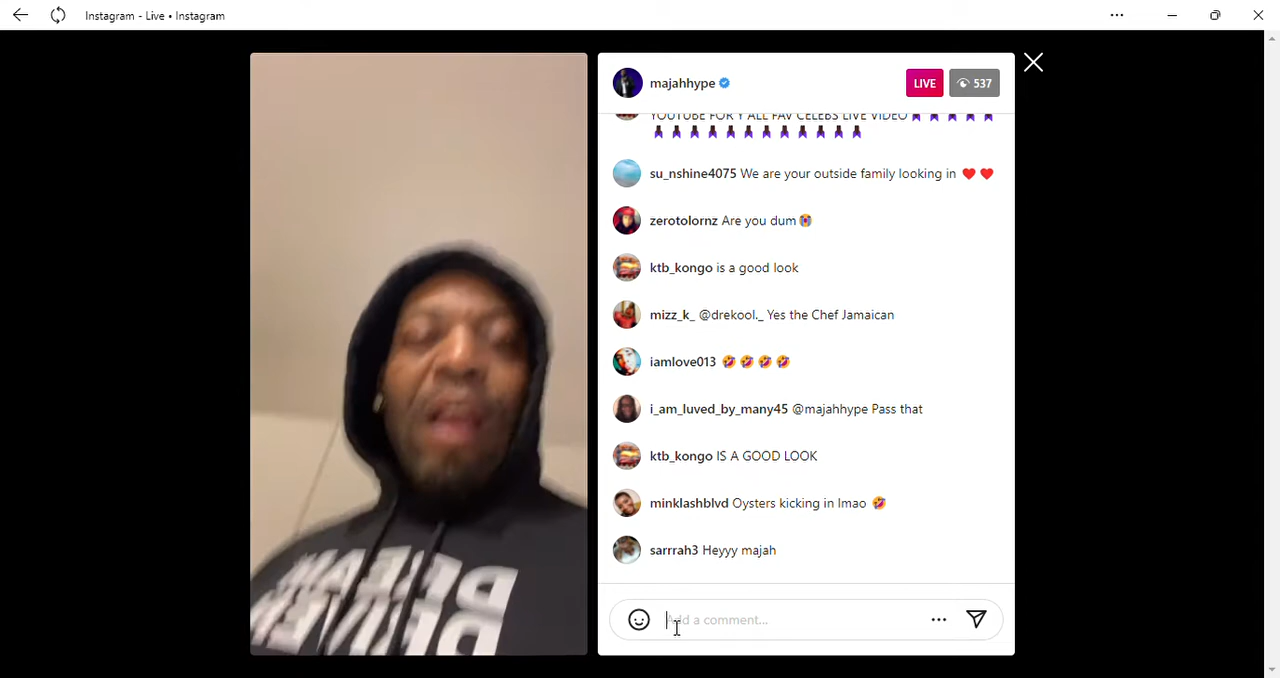 Instagram - Live • Instagram
majahhype
LIVE
537
YOUTUBE FOR Y ALL FAV CELEBS LIVE VIDEO
su_nshine4075 We are your outside family looking in
zerotolornz Are you dum
ktb_kongo is a good look
mizz_k_ @drekool._ Yes the Chef Jamaican
iamlove013
i_am_luved_by_many45 @majahhype Pass that
ktb_kongo IS A GOOD LOOK
minklashblvd Oysters kicking in lmao
sarrrah3 Heyyy majah
Add a comment...
DREAM
DRIVEN